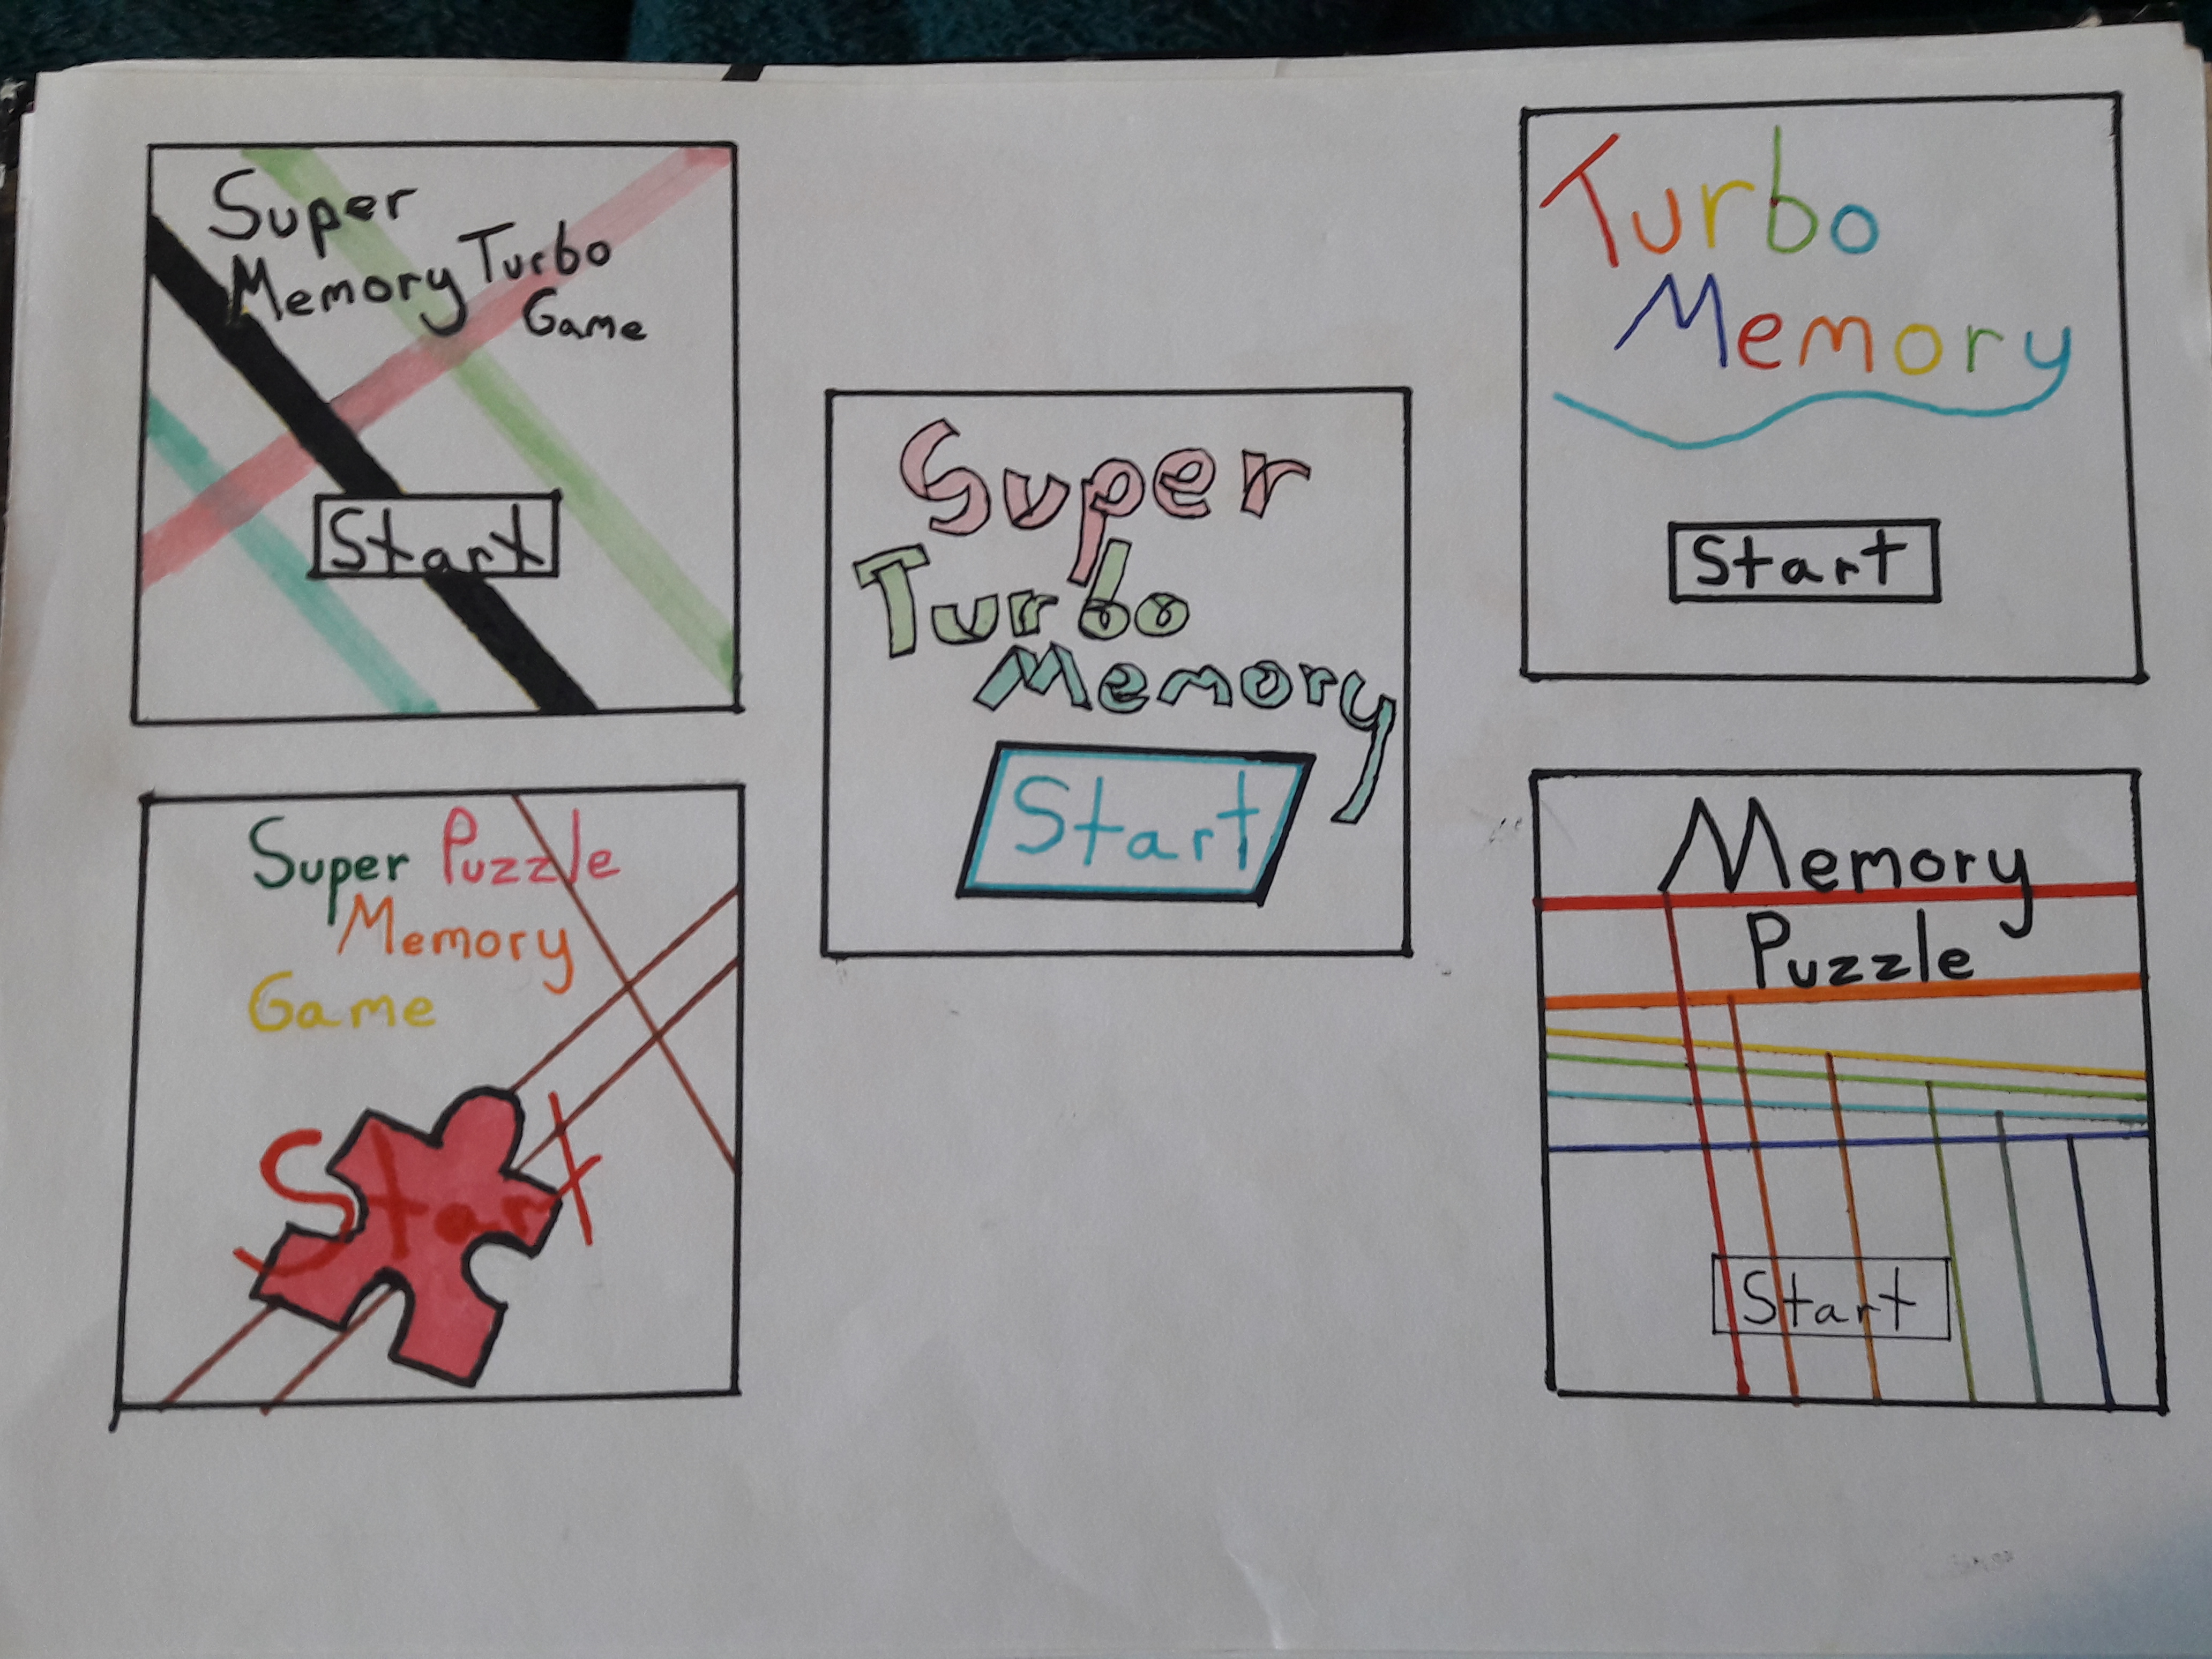 Super
Memory Turbo
Game
Start
Super
Turbo
Memory
Start
Turbo
Memory
Start
Super Puzzle
Memory
Game
Start
Memory
Puzzle
Start